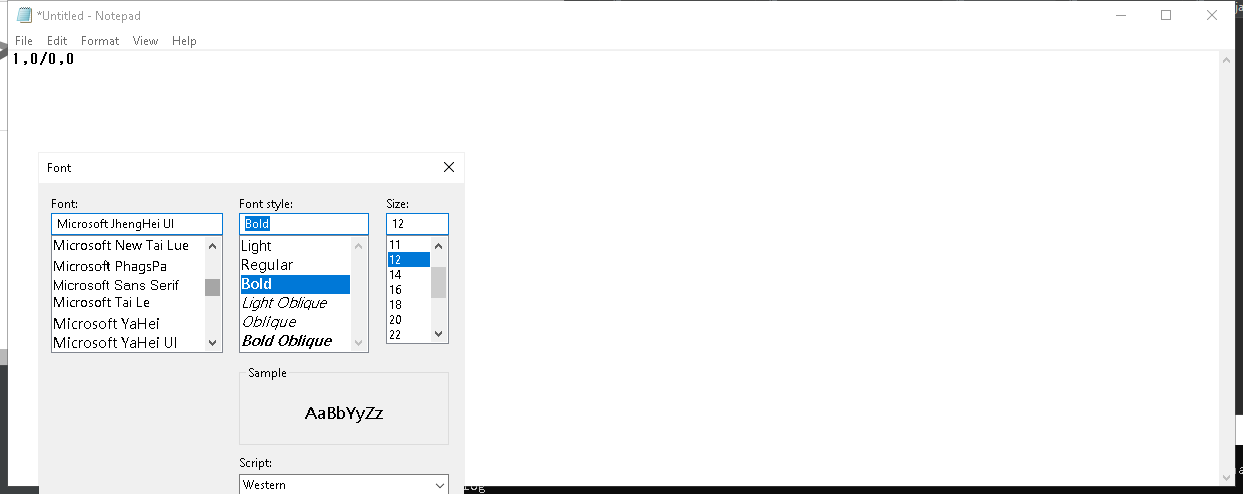 *Untitled - Notepad
File Edit Format View Help
1,0/0,0
Font
Font: Font style: Size:
Microsoft JhengHei UI Bold 12
Microsoft New Tai Lue Light 11
Microsoft PhagsPa Regular 12
Microsoft Sans Serif Bold 14
Microsoft Tai Le Light Oblique 16
Microsoft YaHei Oblique 18
Microsoft YaHei UI Bold Oblique 20
22
Sample
AaBbYyZz
Script:
Western